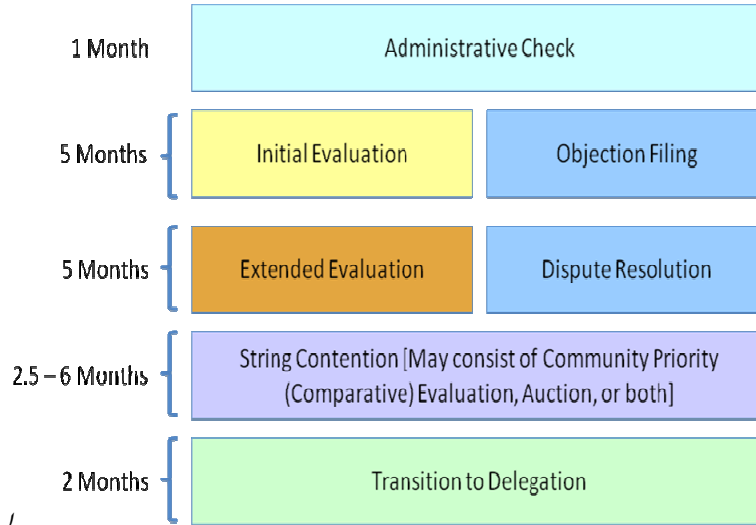 1 Month
Administrative Check
5 Months
Initial Evaluation
Objection Filing
5 Months
Extended Evaluation
Dispute Resolution
2.5 – 6 Months
String Contention [May consist of Community Priority
(Comparative) Evaluation, Auction, or both]
2 Months
Transition to Delegation